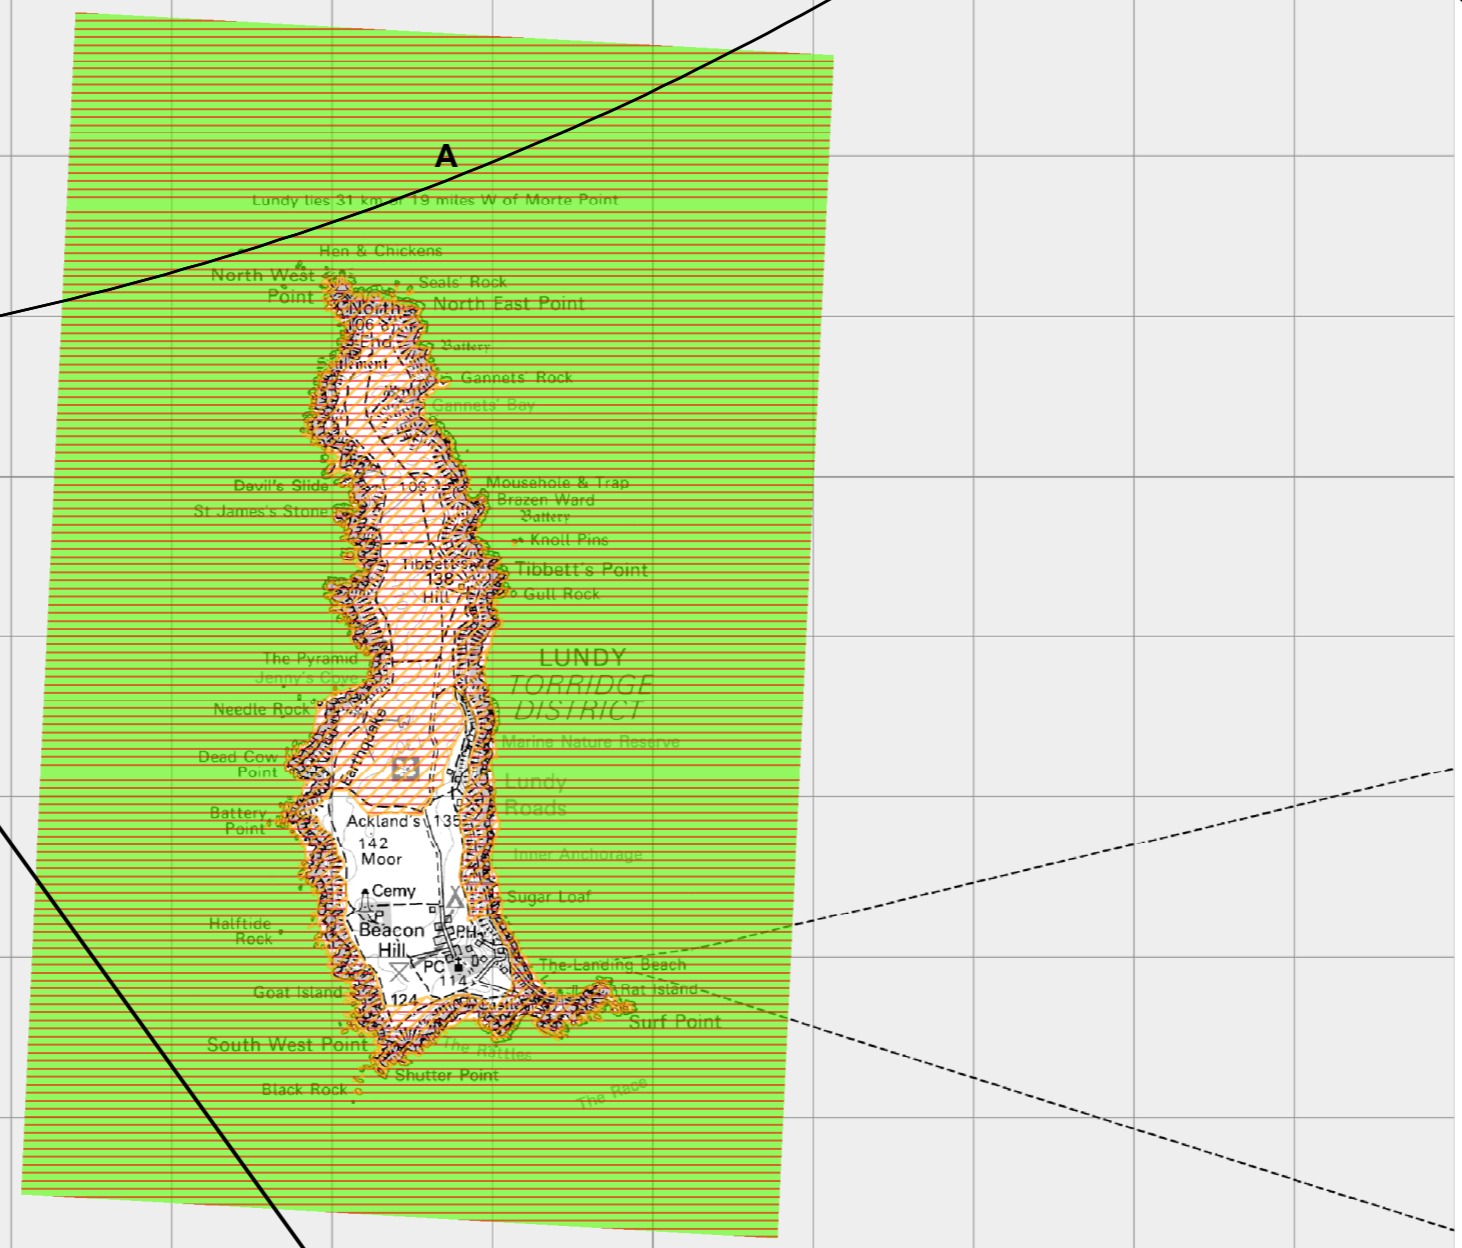 A
Lundy lies 31 km or 19 miles W of Morte Point
Hen & Chickens
North West
Point
Seals' Rock
North East Point
North
106
End
Battery
Gannets' Rock
Gannets' Bay
Devil's Slide
103
Mousehole & Trap
Brazen Ward
Battery
St James's Stone
Knoll Pins
Tibbett's
138
Hill
Tibbett's Point
Gull Rock
The Pyramid
Jenny's Cove
LUNDY
TORRIDGE
DISTRICT
Needle Rock
Earthquake
Marine Nature Reserve
Dead Cow
Point
Lundy
Roads
Battery
Point
Ackland's
135
142
Moor
Inner Anchorage
Cemy
Sugar Loaf
Halftide
Rock
Beacon
Hill
PH
PC
114
The Landing Beach
Goat Island
124
Rat Island
Surf Point
South West Point
The Rattles
Shutter Point
Black Rock
The Race